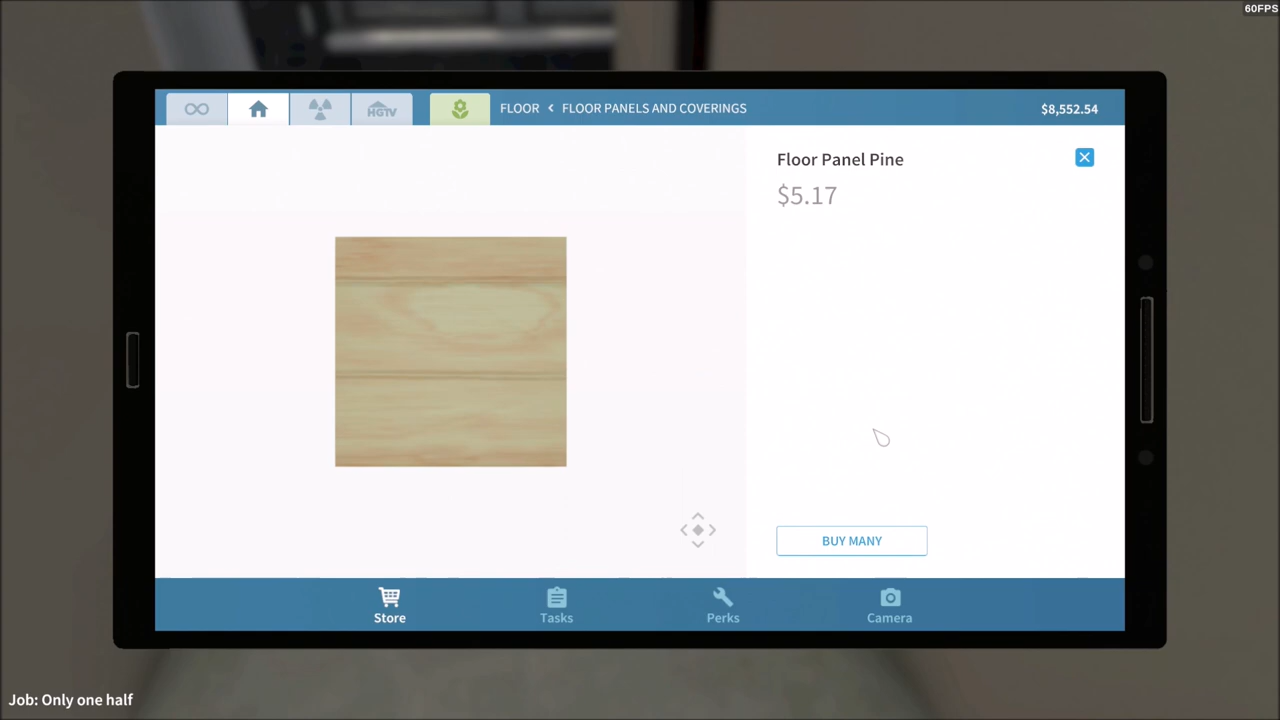 60FPS
HGTV
FLOOR < FLOOR PANELS AND COVERINGS
$8,552.54
Floor Panel Pine
$5.17
BUY MANY
Store
Tasks
Perks
Camera
Job: Only one half